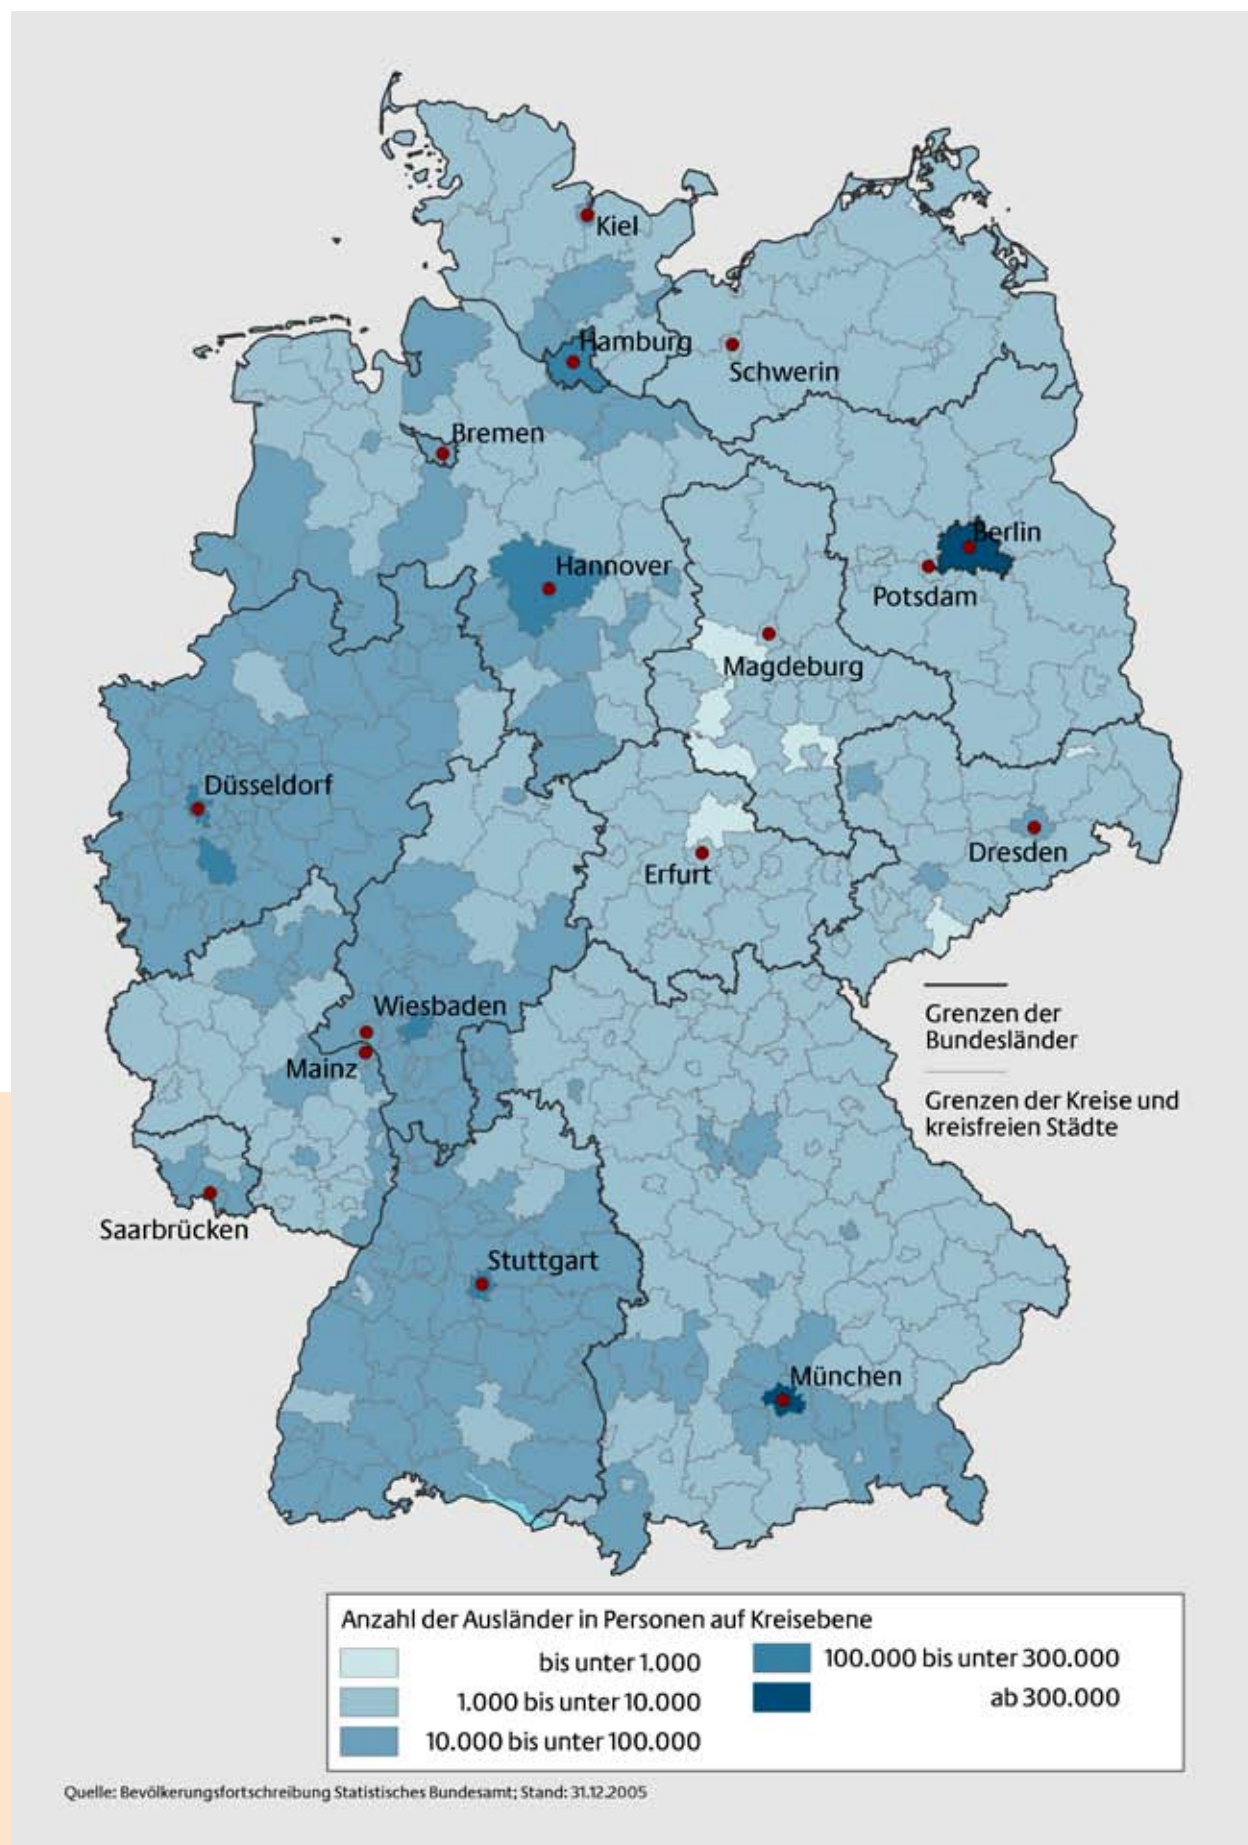 Kiel
Hamburg
Schwerin
Bremen
Berlin
Hannover
Potsdam
Magdeburg
Düsseldorf
Dresden
Erfurt
Wiesbaden
Mainz
Grenzen der
Bundesländer
Grenzen der Kreise und
kreisfreien Städte
Saarbrücken
Stuttgart
München
Anzahl der Ausländer in Personen auf Kreisebene
bis unter 1.000
1.000 bis unter 10.000
10.000 bis unter 100.000
100.000 bis unter 300.000
ab 300.000
Quelle: Bevölkerungsfortschreibung Statistisches Bundesamt; Stand: 31.12.2005